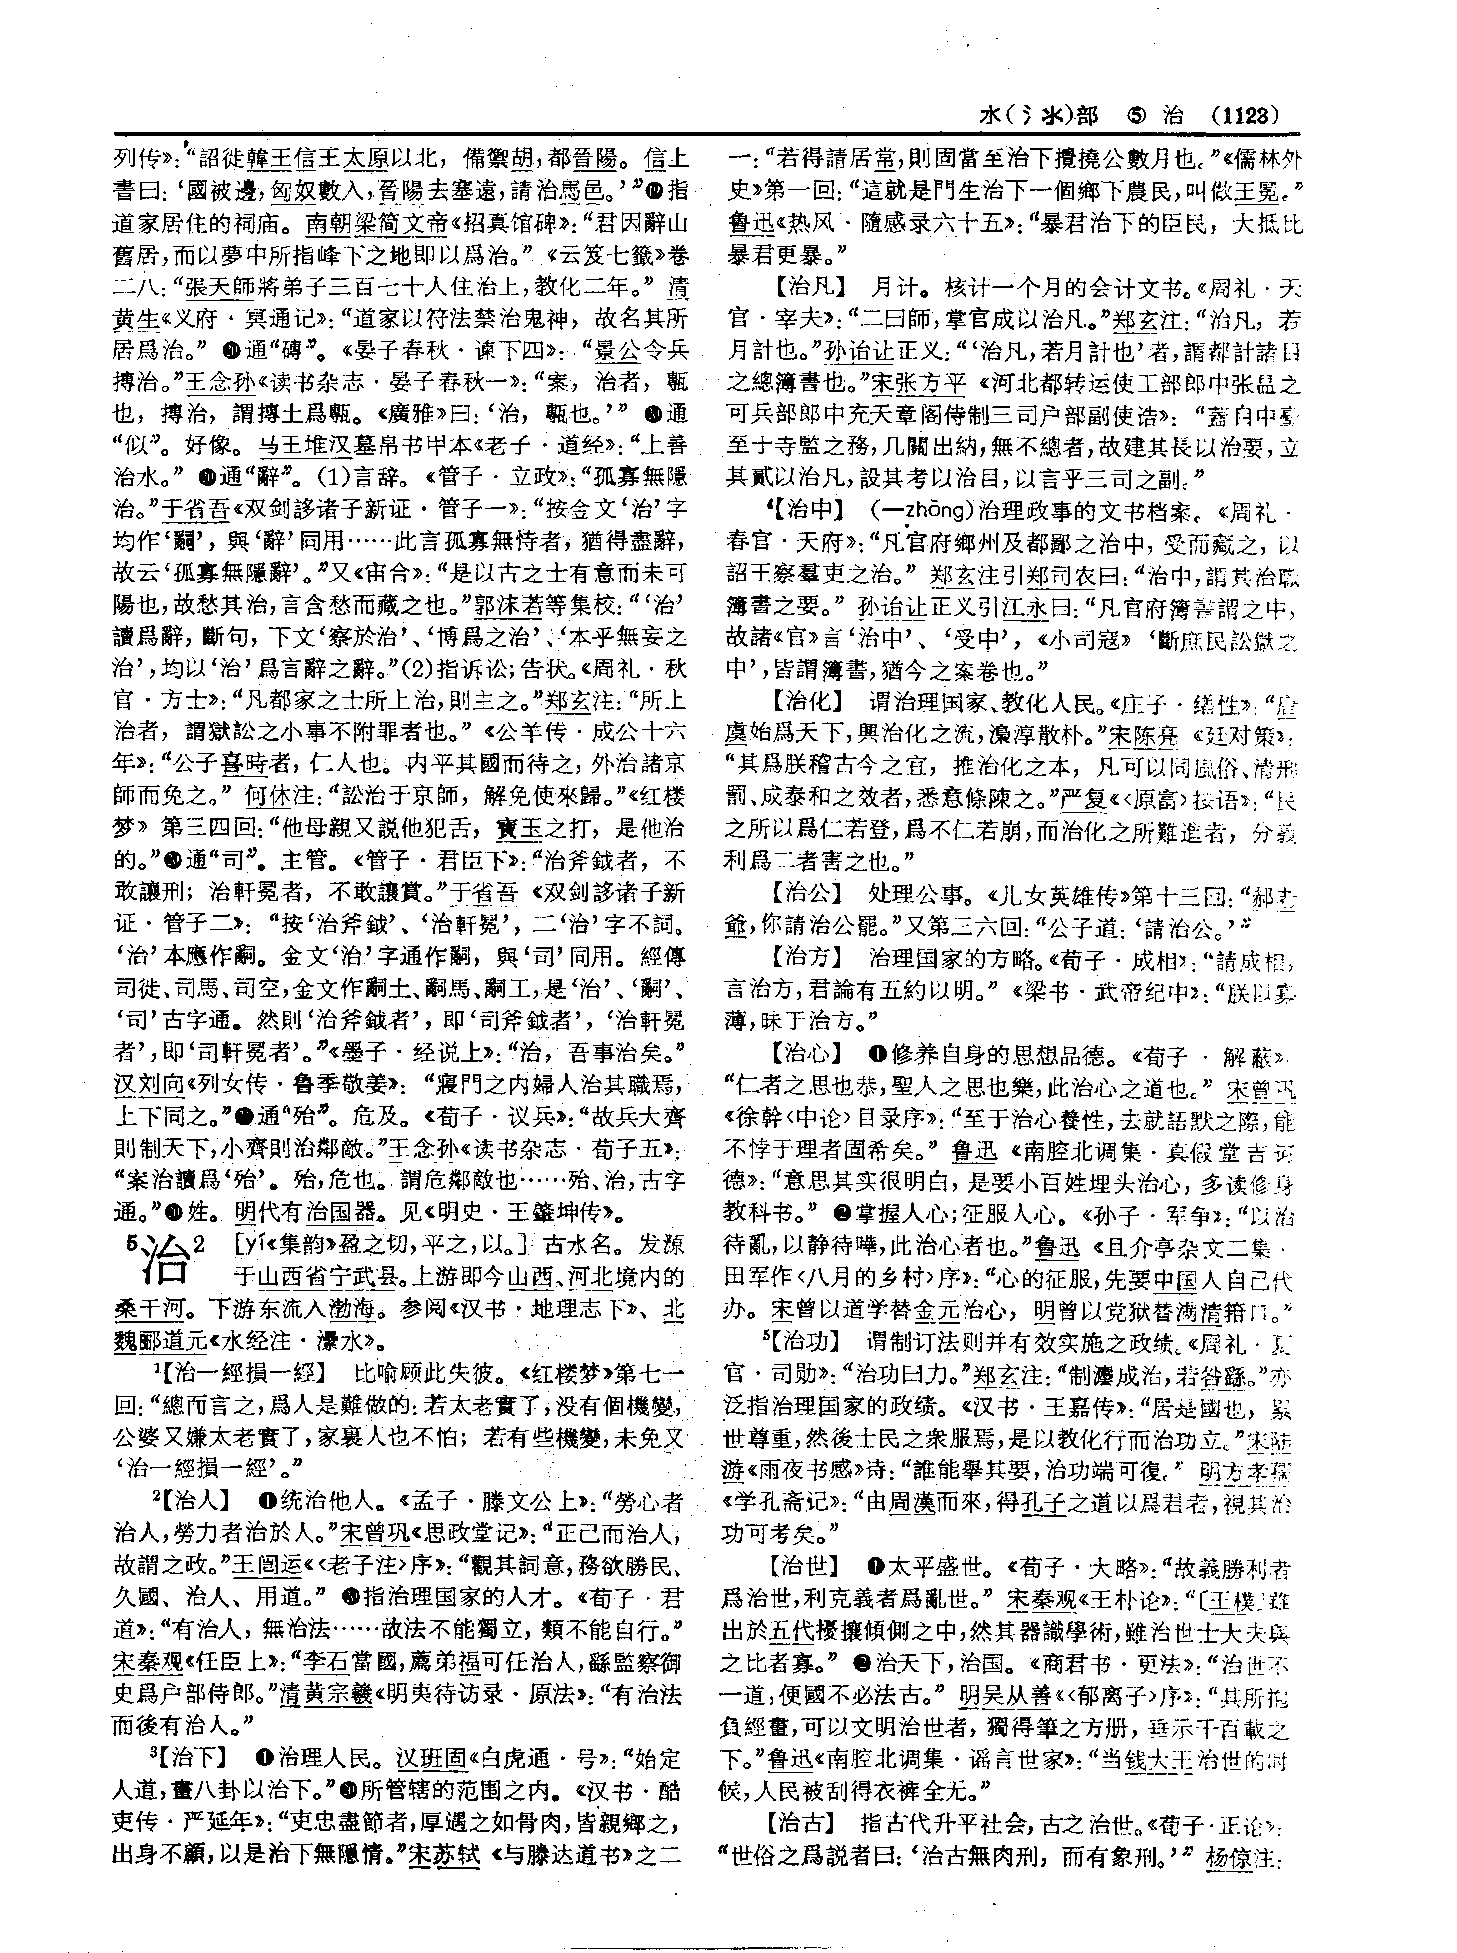 水(氵氺)部 ⑤ 治 (1123)
列传》:“詔徙韓王信王太原以北，備禦胡，都晉陽。信上
書曰：‘國被邊，匈奴數入，晉陽去塞遠，請治馬邑。’”指
道家居住的祠庙。南朝梁简文帝《招真馆碑》:“君因辭山
舊居，而以夢中所指峰下之地即以爲治。”《云笈七籤》卷
二八:“張天師將弟子三百七十人住治上，教化二年。”清
黄生《义府·冥通记》:“道家以符法禁治鬼神，故名其所
居爲治。”通“磚”。《晏子春秋·谏下四》:“景公令兵
摶治。”王念孙《读书杂志·晏子春秋一》:“案，治者，甎
也，摶治，謂摶土爲甎。《廣雅》曰：‘治，甎也。’”通
“似”。好像。马王堆汉墓帛书甲本《老子·道经》:“上善
治水。”通“辭”。(1)言辞。《管子·立政》:“孤寡無隱
治。”于省吾《双剑誃诸子新证·管子一》:“按金文‘治’字
均作‘嗣’，與‘辭’同用……此言孤寡無恃者，猶得盡辭，
故云‘孤寡無隱辭’。”又《宙合》:“是以古之士有意而未可
陽也，故愁其治，言含愁而藏之也。”郭沫若等集校:“‘治’
讀爲辭，斷句，下文‘察於治’、‘博爲之治’、‘本乎無妄之
治’，均以‘治’爲言辭之辭。”(2)指诉讼；告状。《周礼·秋
官·方士》:“凡都家之士所上治，則主之。”郑玄注:“所上
治者，謂獄訟之小事不附罪者也。”《公羊传·成公十六
年》:“公子喜時者，仁人也。内平其國而待之，外治諸京
師而免之。”何休注:“訟治于京師，解免使來歸。”《红楼
梦》第三四回:“他母親又説他犯舌，寳玉之打，是他治
的。”通“司”。主管。《管子·君臣下》:“治斧鉞者，不
敢讓刑；治軒冕者，不敢讓賞。”于省吾《双剑誃诸子新
证·管子二》:“按‘治斧鉞’、‘治軒冕’，二‘治’字不詞。
‘治’本應作嗣。金文‘治’字通作嗣，與‘司’同用。經傳
司徙、司馬、司空，金文作嗣土、嗣馬、嗣工，是‘治’、‘嗣’、
‘司’古字通。然則‘治斧鉞者’，即‘司斧鉞者’，‘治軒冕
者’，即‘司軒冕者’。”《墨子·经说上》:“治，吾事治矣。”
汉刘向《列女传·鲁季敬姜》:“寢門之内婦人治其職焉，
上下同之。”通“殆”。危及。《荀子·议兵》:“故兵大齊
則制天下，小齊則治鄰敵。”王念孙《读书杂志·荀子五》:
“案治讀爲‘殆’。殆，危也。謂危鄰敵也……殆、治，古字
通。”姓。明代有治国器。见《明史·王肇坤传》。
5治2 [yí《集韵》盈之切，平之，以。]古水名。发源
于山西省宁武县。上游即今山西、河北境内的
桑干河。下游东流入渤海。参阅《汉书·地理志下》、北
魏郦道元《水经注·㶟水》。
1【治一經損一經】 比喻顾此失彼。《红楼梦》第七一
回:“總而言之，爲人是難做的：若太老實了，没有個機變，
公婆又嫌太老實了，家裏人也不怕；若有些機變，未免又
‘治一經損一經’。”
2【治人】 ❶统治他人。《孟子·滕文公上》:“勞心者
治人，勞力者治於人。”宋曾巩《思政堂记》:“正己而治人，
故謂之政。”王闿运《〈老子注〉序》:“觀其詞意，務欲勝民、
久國、治人、用道。”❷指治理国家的人才。《荀子·君
道》:“有治人，無治法……故法不能獨立，類不能自行。”
宋秦观《任臣上》:“李石當國，薦弟福可任治人，繇監察御
史爲户部侍郎。”清黄宗羲《明夷待访录·原法》:“有治法
而後有治人。”
3【治下】 ❶治理人民。汉班固《白虎通·号》:“始定
人道，畫八卦以治下。”❷所管辖的范围之内。《汉书·酷
吏传·严延年》:“吏忠盡節者，厚遇之如骨肉，皆親鄉之，
出身不顧，以是治下無隱情。”宋苏轼《与滕达道书》之二
一:“若得請居常，則固當至治下攪撓公數月也。”《儒林外
史》第一回:“這就是門生治下一個鄉下農民，叫做王冕。”
鲁迅《热风·隨感录六十五》:“暴君治下的臣民，大抵比
暴君更暴。”
【治凡】 月计。核计一个月的会计文书。《周礼·天
官·宰夫》:“二曰師，掌官成以治凡。”郑玄注:“治凡，若
月計也。”孙诒让正义:“‘治凡，若月計也’者，謂都計諸目
之總簿書也。”宋张方平《河北都转运使工部郎中张昷之
可兵部郎中充天章阁侍制三司户部副使诰》:“蓋自中臺
至于寺監之務，几關出納，無不總者，故建其長以治要，立
其貳以治凡，設其考以治目，以言乎三司之副:”
4【治中】 (—zhōng)治理政事的文书档案。《周礼·
春官·天府》:“凡官府鄉州及都鄙之治中，受而藏之，以
詔王察羣吏之治。”郑玄注引郑司农曰:“治中，謂其治職
簿書之要。”孙诒让正义引江永曰:“凡官府簿書謂之中，
故諸《官》言‘治中’、‘受中’，《小司寇》‘斷庶民訟獄之
中’，皆謂簿書，猶今之案卷也。”
【治化】 谓治理国家、教化人民。《庄子·缮性》:“唐
虞始爲天下，興治化之流，澆淳散朴。”宋陈亮《廷对策》:
“其爲朕稽古今之宜，推治化之本，凡可以同風俗、清刑
罰、成泰和之效者，悉意條陳之。”严复《〈原富〉按语》:“民
之所以爲仁若登，爲不仁若崩，而治化之所難進者，分義
利爲二者害之也。”
【治公】 处理公事。《儿女英雄传》第十三回:“郝老
爺，你請治公罷。”又第三六回:“公子道：‘請治公。’”
【治方】 治理国家的方略。《荀子·成相》:“請成相，
言治方，君論有五約以明。”《梁书·武帝纪中》:“朕以寡
薄，昧于治方。”
【治心】 ❶修养自身的思想品德。《荀子·解蔽》:
“仁者之思也恭，聖人之思也樂，此治心之道也。”宋曾巩
《徐幹〈中论〉目录序》:“至于治心養性，去就語默之際，能
不悖于理者固希矣。”鲁迅《南腔北调集·真假堂吉诃
德》:“意思其实很明白，是要小百姓埋头治心，多读修身
教科书。”❷掌握人心；征服人心。《孙子·军争》:“以治
待亂，以静待嘩，此治心者也。”鲁迅《且介亭杂文二集·
田军作〈八月的乡村〉序》:“心的征服，先要中国人自己代
办。宋曾以道学替金元治心，明曾以党狱替满清箝口。”
5【治功】 谓制订法则并有效实施之政绩。《周礼·夏
官·司勋》:“治功曰力。”郑玄注:“制灋成治，若咎繇。”亦
泛指治理国家的政绩。《汉书·王嘉传》:“居是國也，累
世尊重，然後士民之衆服焉，是以教化行而治功立。”宋陆
游《雨夜书感》诗:“誰能舉其要，治功端可復。”明方孝孺
《学孔斋记》:“由周漢而來，得孔子之道以爲君者，視其治
功可考矣。”
【治世】 ❶太平盛世。《荀子·大略》:“故義勝利者
爲治世，利克義者爲亂世。”宋秦观《王朴论》:“〔王樸〕雖
出於五代擾攘傾側之中，然其器識學術，雖治世士大夫與
之比者寡。”❷治天下，治国。《商君书·更法》:“治世不
一道，便國不必法古。”明吴从善《〈郁离子〉序》:“其所抱
負經畫，可以文明治世者，獨得筆之方册，垂示千百載之
下。”鲁迅《南腔北调集·谣言世家》:“当钱大王治世的时
候，人民被刮得衣裤全无。”
【治古】 指古代升平社会，古之治世。《荀子·正论》:
“世俗之爲説者曰：‘治古無肉刑，而有象刑。’”杨倞注: